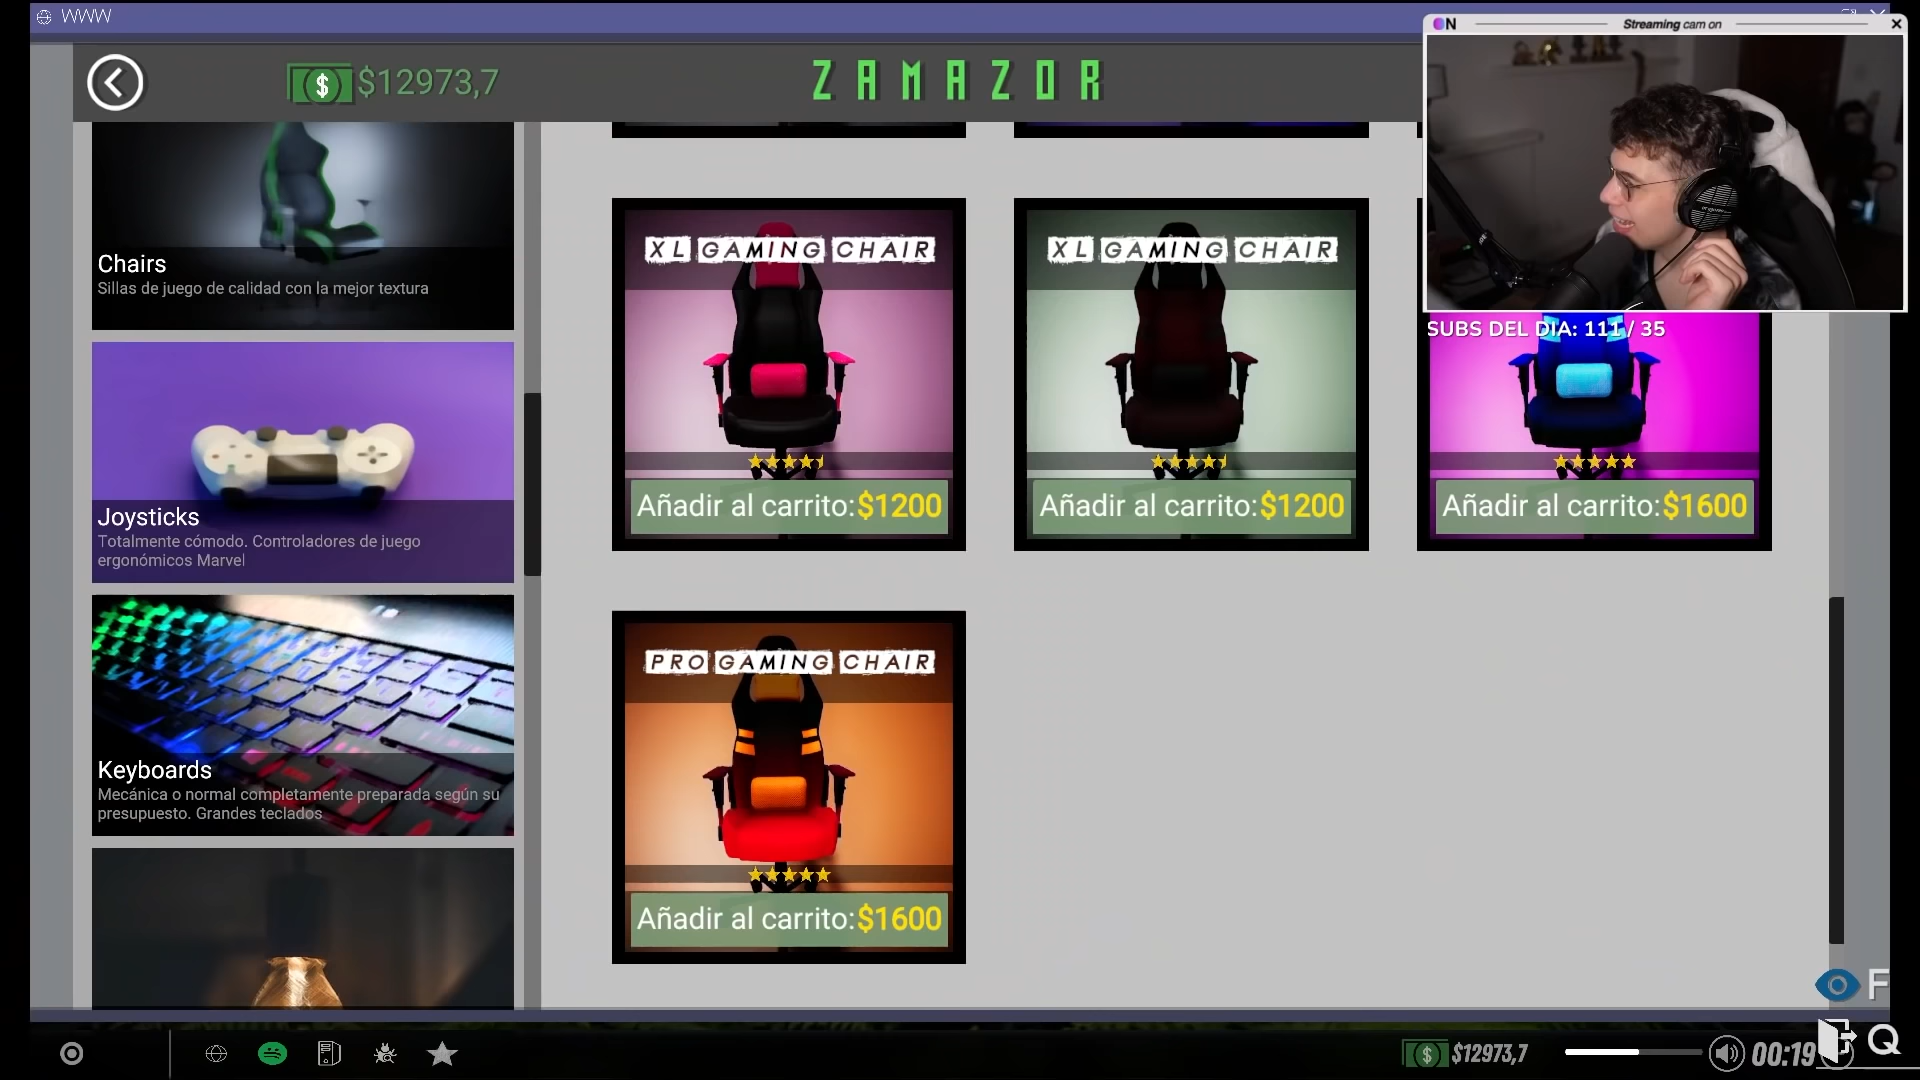 WWW
ON
Streaming cam on
$12973,7
ZAMAZOR
SUBS DEL DIA: 111 / 35
Chairs
Sillas de juego de calidad con la mejor textura
Joysticks
Totalmente cómodo. Controladores de juego
ergonómicos Marvel
Keyboards
Mecánica o normal completamente preparada según su
presupuesto. Grandes teclados
XL GAMING CHAIR
Añadir al carrito:$1200
XL GAMING CHAIR
Añadir al carrito:$1200
Añadir al carrito:$1600
PRO GAMING CHAIR
Añadir al carrito:$1600
F
$12973,7
00:19
Q